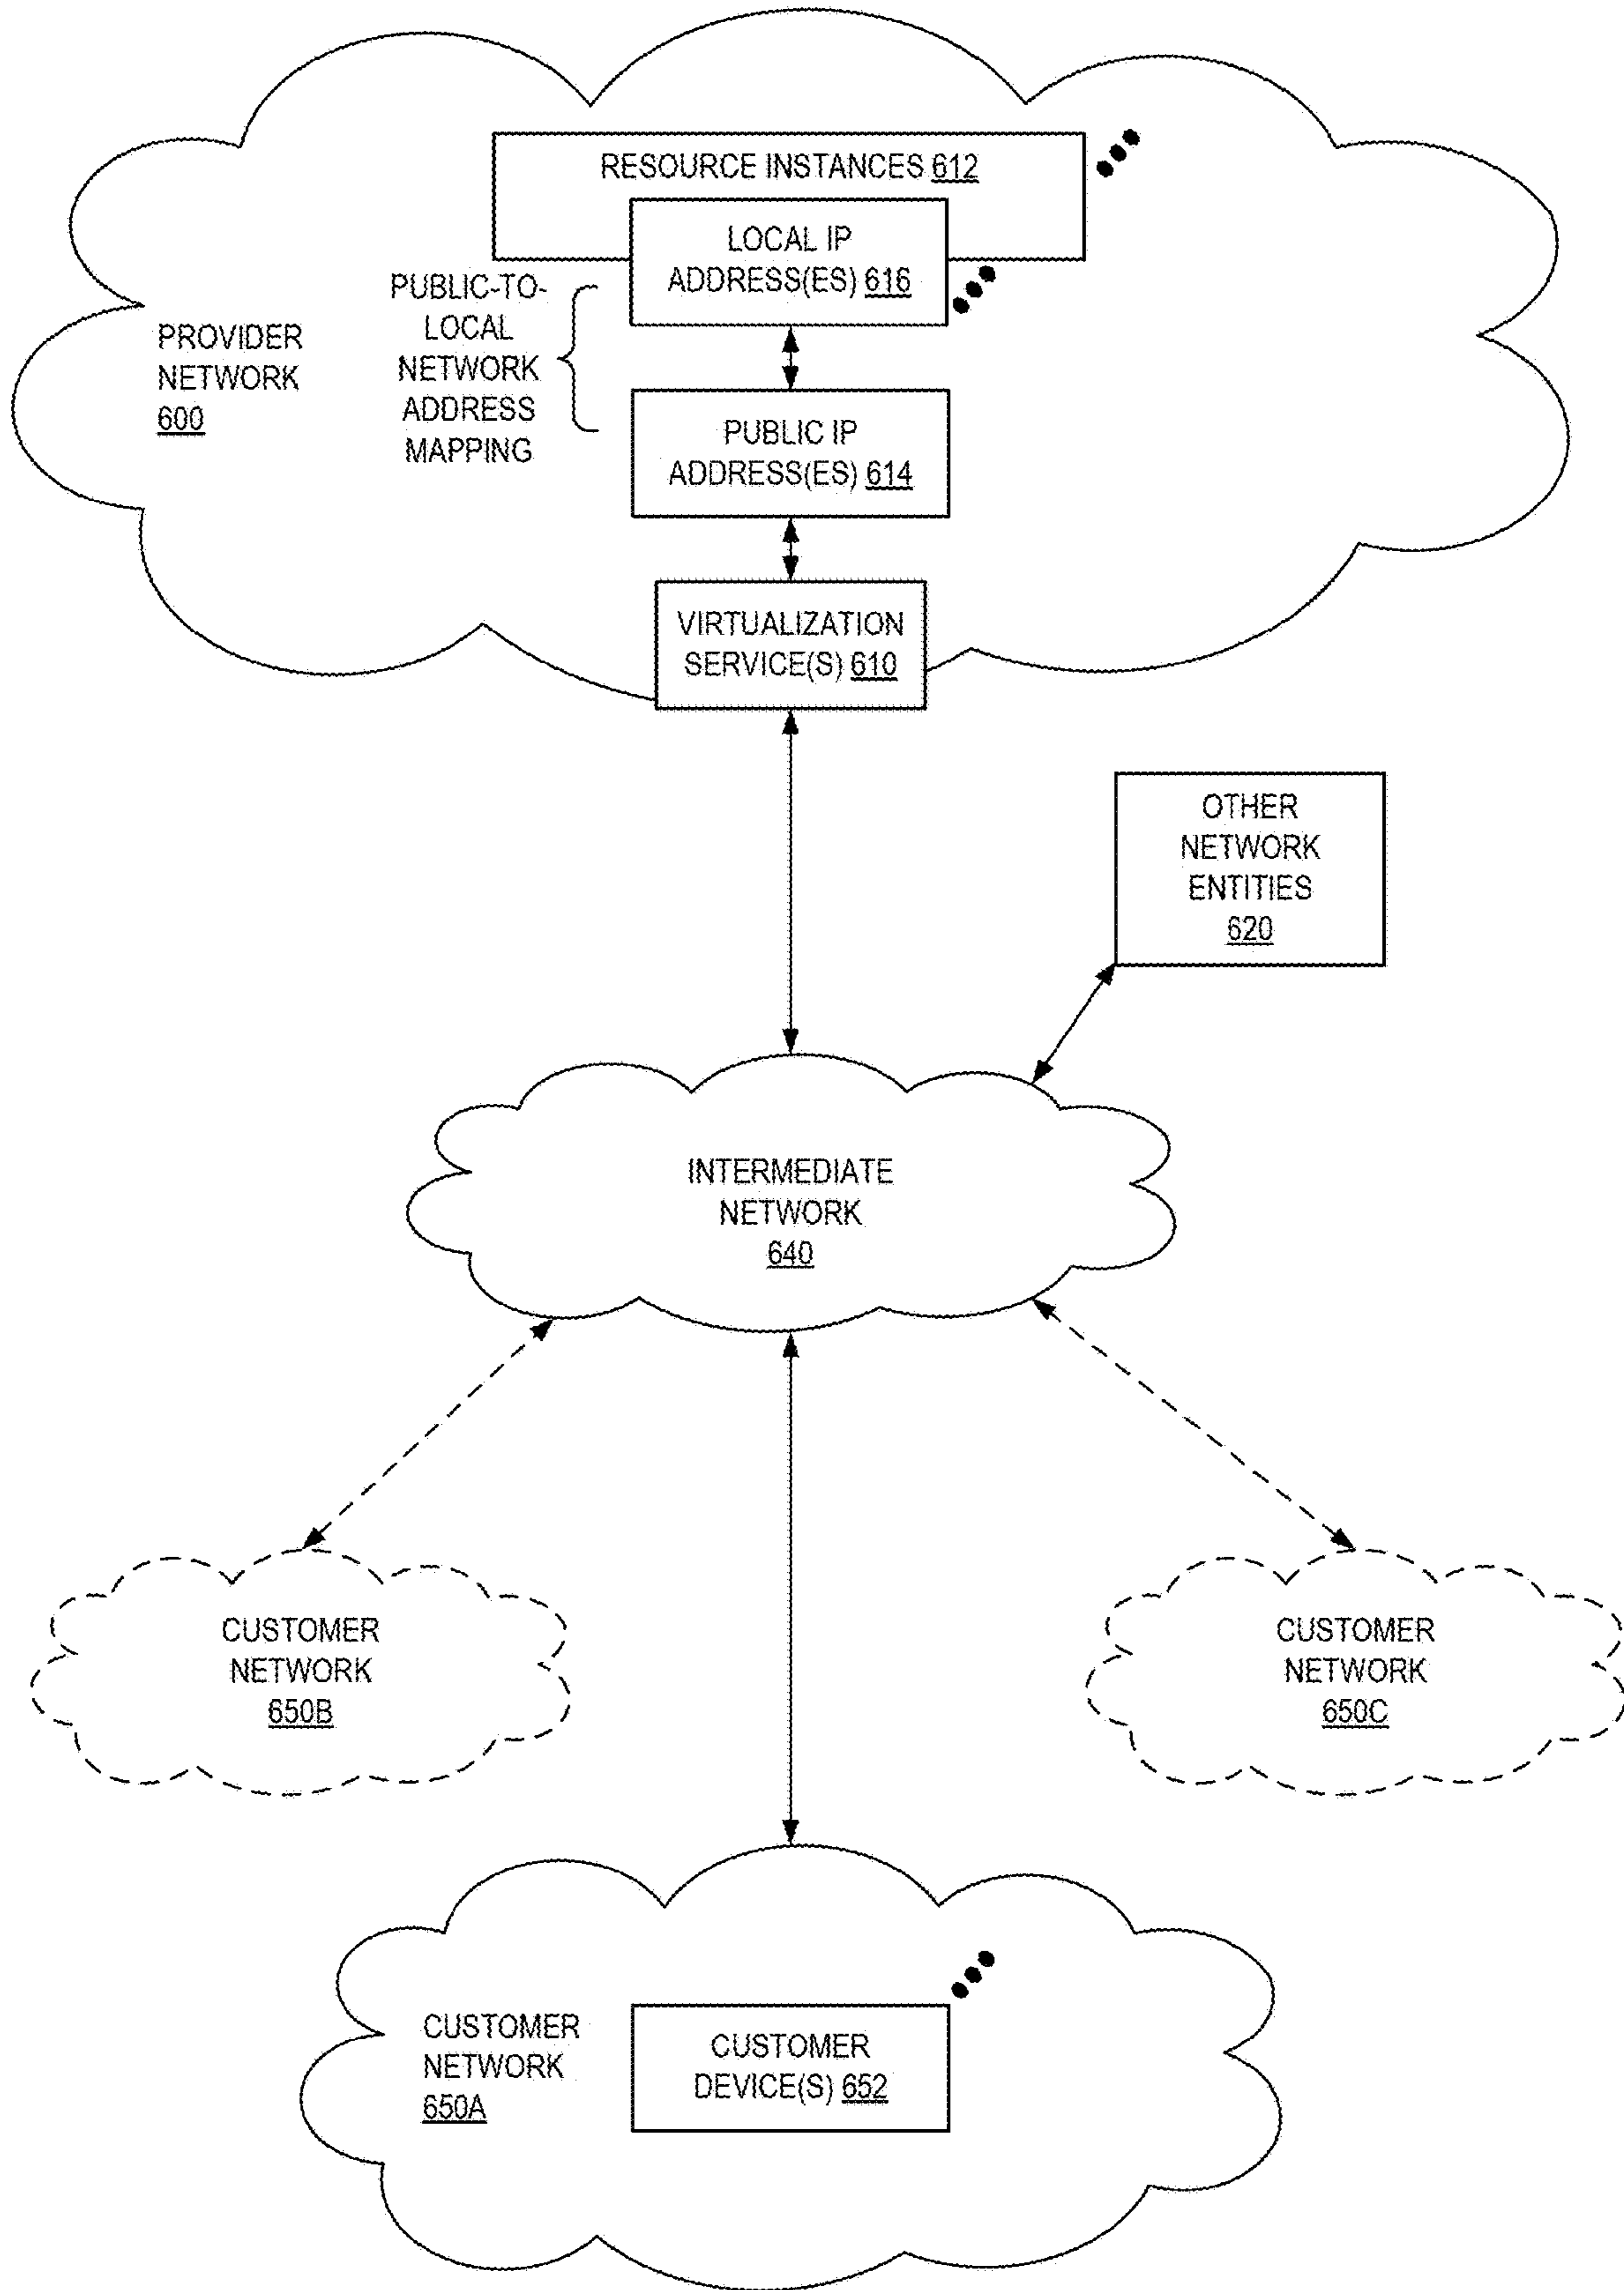 RESOURCE INSTANCES 612
LOCAL IP
ADDRESS(ES) 616
PUBLIC-TO-
LOCAL
NETWORK
ADDRESS
MAPPING
PROVIDER
NETWORK
600
PUBLIC IP
ADDRESS(ES) 614
VIRTUALIZATION
SERVICE(S) 610
OTHER
NETWORK
ENTITIES
620
INTERMEDIATE
NETWORK
640
CUSTOMER
NETWORK
650B
CUSTOMER
NETWORK
650C
CUSTOMER
NETWORK
650A
CUSTOMER
DEVICE(S) 652